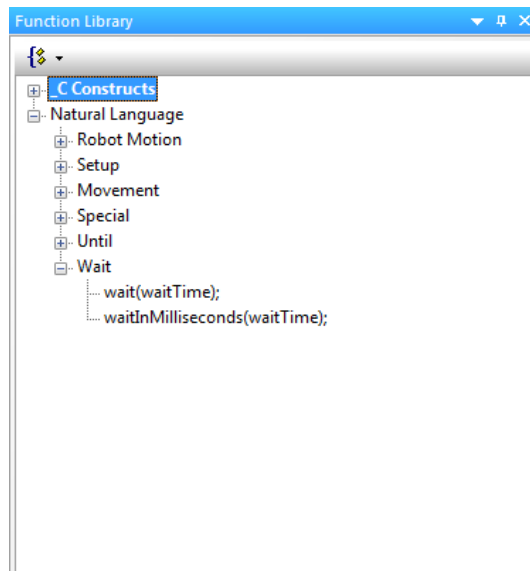 Function Library
_C Constructs
Natural Language
Robot Motion
Setup
Movement
Special
Until
Wait
wait(waitTime);
waitInMilliseconds(waitTime);